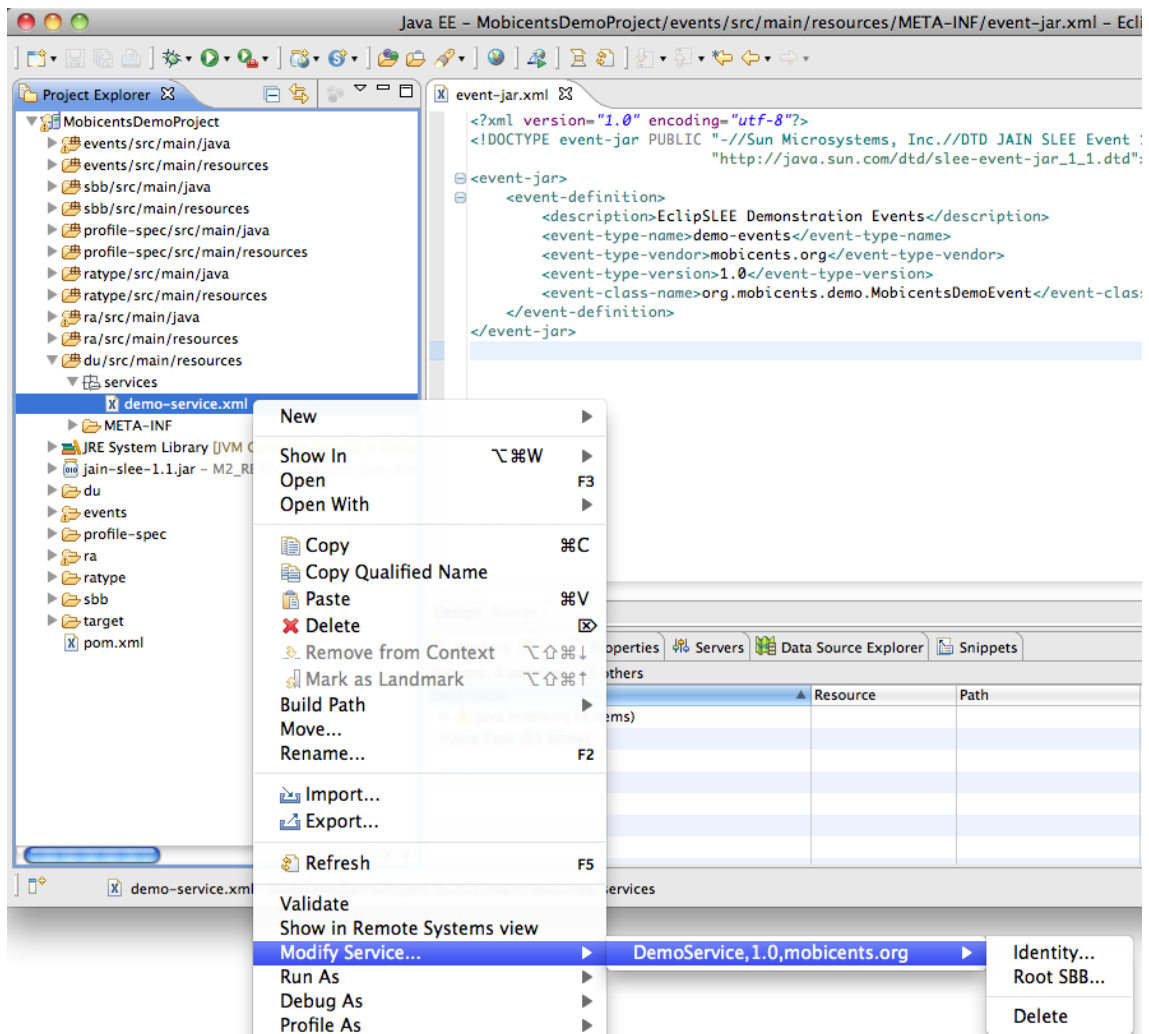 Java EE – MobicentsDemoProject/events/src/main/resources/META-INF/event-jar.xml – Ecli
Project Explorer
MobicentsDemoProject
events/src/main/java
events/src/main/resources
sbb/src/main/java
sbb/src/main/resources
profile-spec/src/main/java
profile-spec/src/main/resources
ratype/src/main/java
ratype/src/main/resources
ra/src/main/java
ra/src/main/resources
du/src/main/resources
services
demo-service.xml
META-INF
JRE System Library [JVM
jain-slee-1.1.jar – M2_RE
du
events
profile-spec
ra
ratype
sbb
target
pom.xml
event-jar.xml
<?xml version="1.0" encoding="utf-8"?>
<!DOCTYPE event-jar PUBLIC "-//Sun Microsystems, Inc.//DTD JAIN SLEE Event
"http://java.sun.com/dtd/slee-event-jar_1_1.dtd">
<event-jar>
<event-definition>
<description>EclipSLEE Demonstration Events</description>
<event-type-name>demo-events</event-type-name>
<event-type-vendor>mobicents.org</event-type-vendor>
<event-type-version>1.0</event-type-version>
<event-class-name>org.mobicents.demo.MobicentsDemoEvent</event-clas
</event-definition>
</event-jar>
New
Show In ⌥⌘W
Open F3
Open With
Copy ⌘C
Copy Qualified Name
Paste ⌘V
Delete ⌦
Remove from Context ⌥⇧⌘↓
Mark as Landmark ⌥⇧⌘↑
Build Path
Move...
Rename... F2
Import...
Export...
Refresh F5
Validate
Show in Remote Systems view
Modify Service...
Run As
Debug As
Profile As
DemoService,1.0,mobicents.org
Identity...
Root SBB...
Delete
operties Servers Data Source Explorer Snippets
others
Resource Path
ems)
demo-service.xml
services